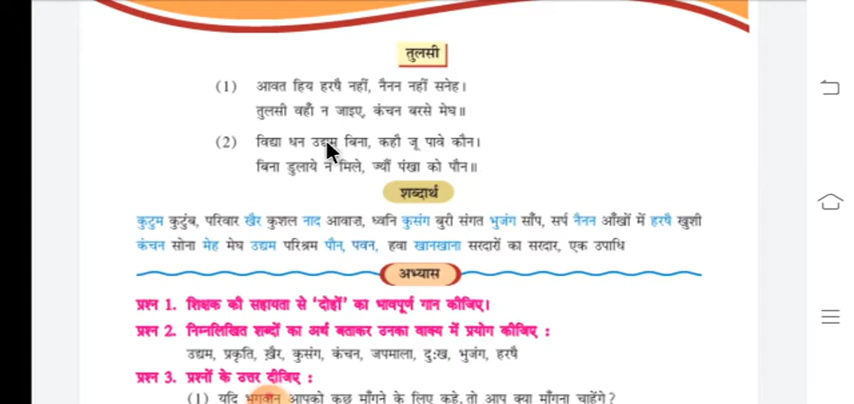 तुलसी
(1) आवत हिय हरषै नहीं, नैनन नहीं सनेह।
तुलसी वहाँ न जाइए, कंचन बरसे मेघ॥
(2) विद्या धन उद्यम बिना, कहौ जू पावे कौन।
बिना डुलाये न मिले, ज्यौं पंखा को पौन॥
शब्दार्थ
कुटुम कुटुंब, परिवार खैर कुशल नाद आवाज, ध्वनि कुसंग बुरी संगत भुजंग साँप, सर्प नैनन आँखों में हरषै खुशी
कंचन सोना मेह मेघ उद्यम परिश्रम पौन, पवन, हवा खानखाना सरदारों का सरदार, एक उपाधि
अभ्यास
प्रश्न 1. शिक्षक की सहायता से 'दोहों' का भावपूर्ण गान कीजिए।
प्रश्न 2. निम्नलिखित शब्दों का अर्थ बताकर उनका वाक्य में प्रयोग कीजिए :
उद्यम, प्रकृति, ख़ैर, कुसंग, कंचन, जपमाला, दुःख, भुजंग, हरषै
प्रश्न 3. प्रश्नों के उत्तर दीजिए :
(1) यदि भगवान आपको कुछ माँगने के लिए कहे, तो आप क्या माँगना चाहेंगे?